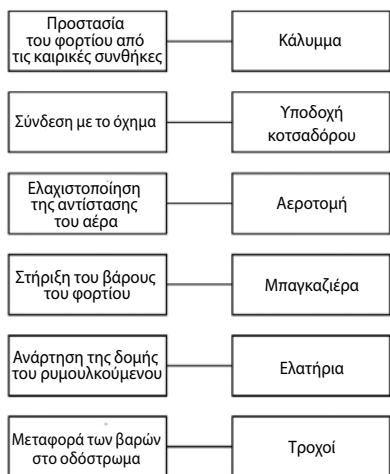 Προστασία
του φορτίου από
τις καιρικές συνθήκες
Κάλυμμα
Σύνδεση με το όχημα
Υποδοχή
κοτσαδόρου
Ελαχιστοποίηση
της αντίστασης
του αέρα
Αεροτομή
Στήριξη του βάρους
του φορτίου
Μπαγκαζιέρα
Ανάρτηση της δομής
του ρυμουλκούμενου
Ελατήρια
Μεταφορά των βαρών
στο οδόστρωμα
Τροχοί